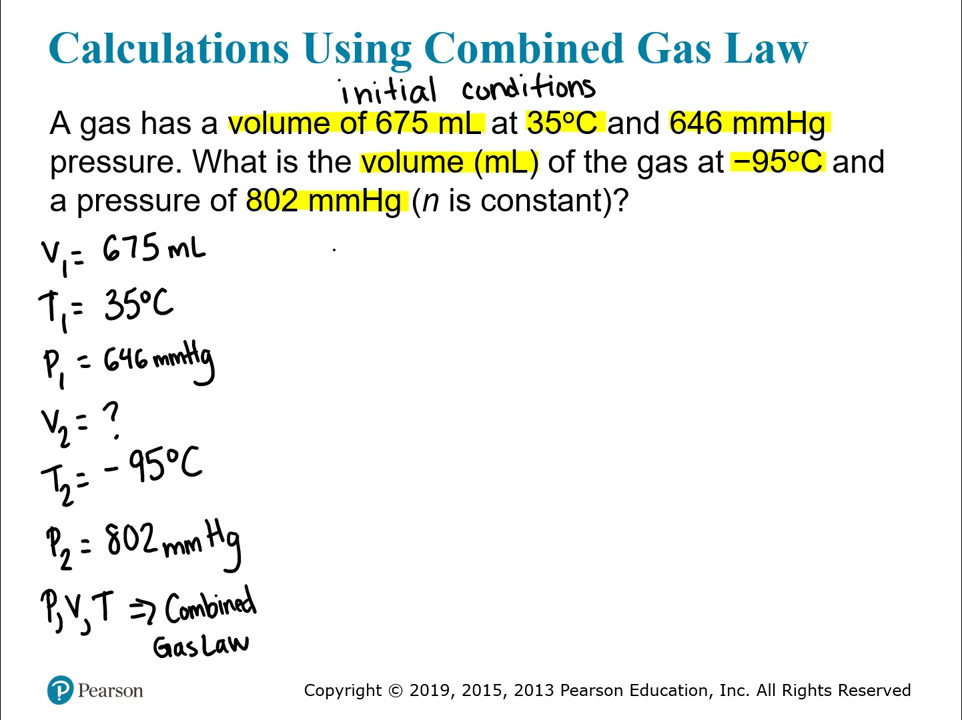 Calculations Using Combined Gas Law
initial conditions
A gas has a volume of 675 mL at 35°C and 646 mmHg
pressure. What is the volume (mL) of the gas at −95°C and
a pressure of 802 mmHg (n is constant)?
V₁ = 675 mL
T₁ = 35°C
P₁ = 646 mmHg
V₂ = ?
T₂ = -95°C
P₂ = 802 mmHg
P, V, T => Combined
Gas Law
P Pearson
Copyright © 2019, 2015, 2013 Pearson Education, Inc. All Rights Reserved